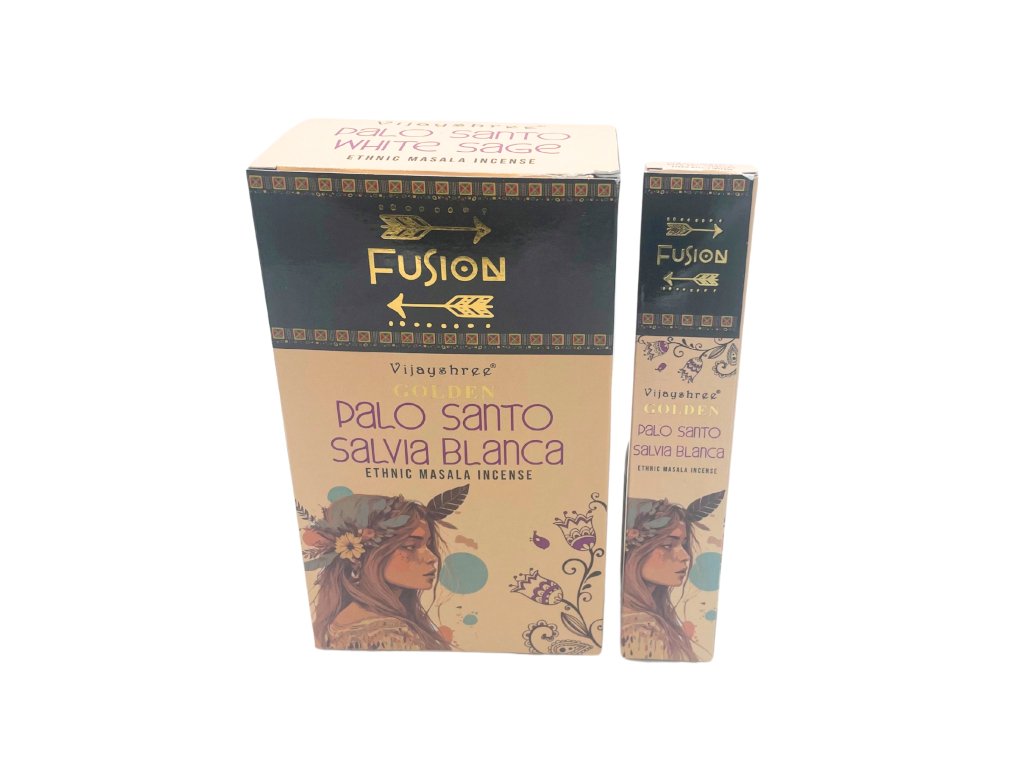 Vijayshree®
Palo Santo
White Sage
ETHNIC MASALA INCENSE
FUSION
Vijayshree®
GOLDEN
Palo Santo
Salvia Blanca
ETHNIC MASALA INCENSE
FUSION
Vijayshree®
GOLDEN
Palo Santo
Salvia Blanca
ETHNIC MASALA INCENSE